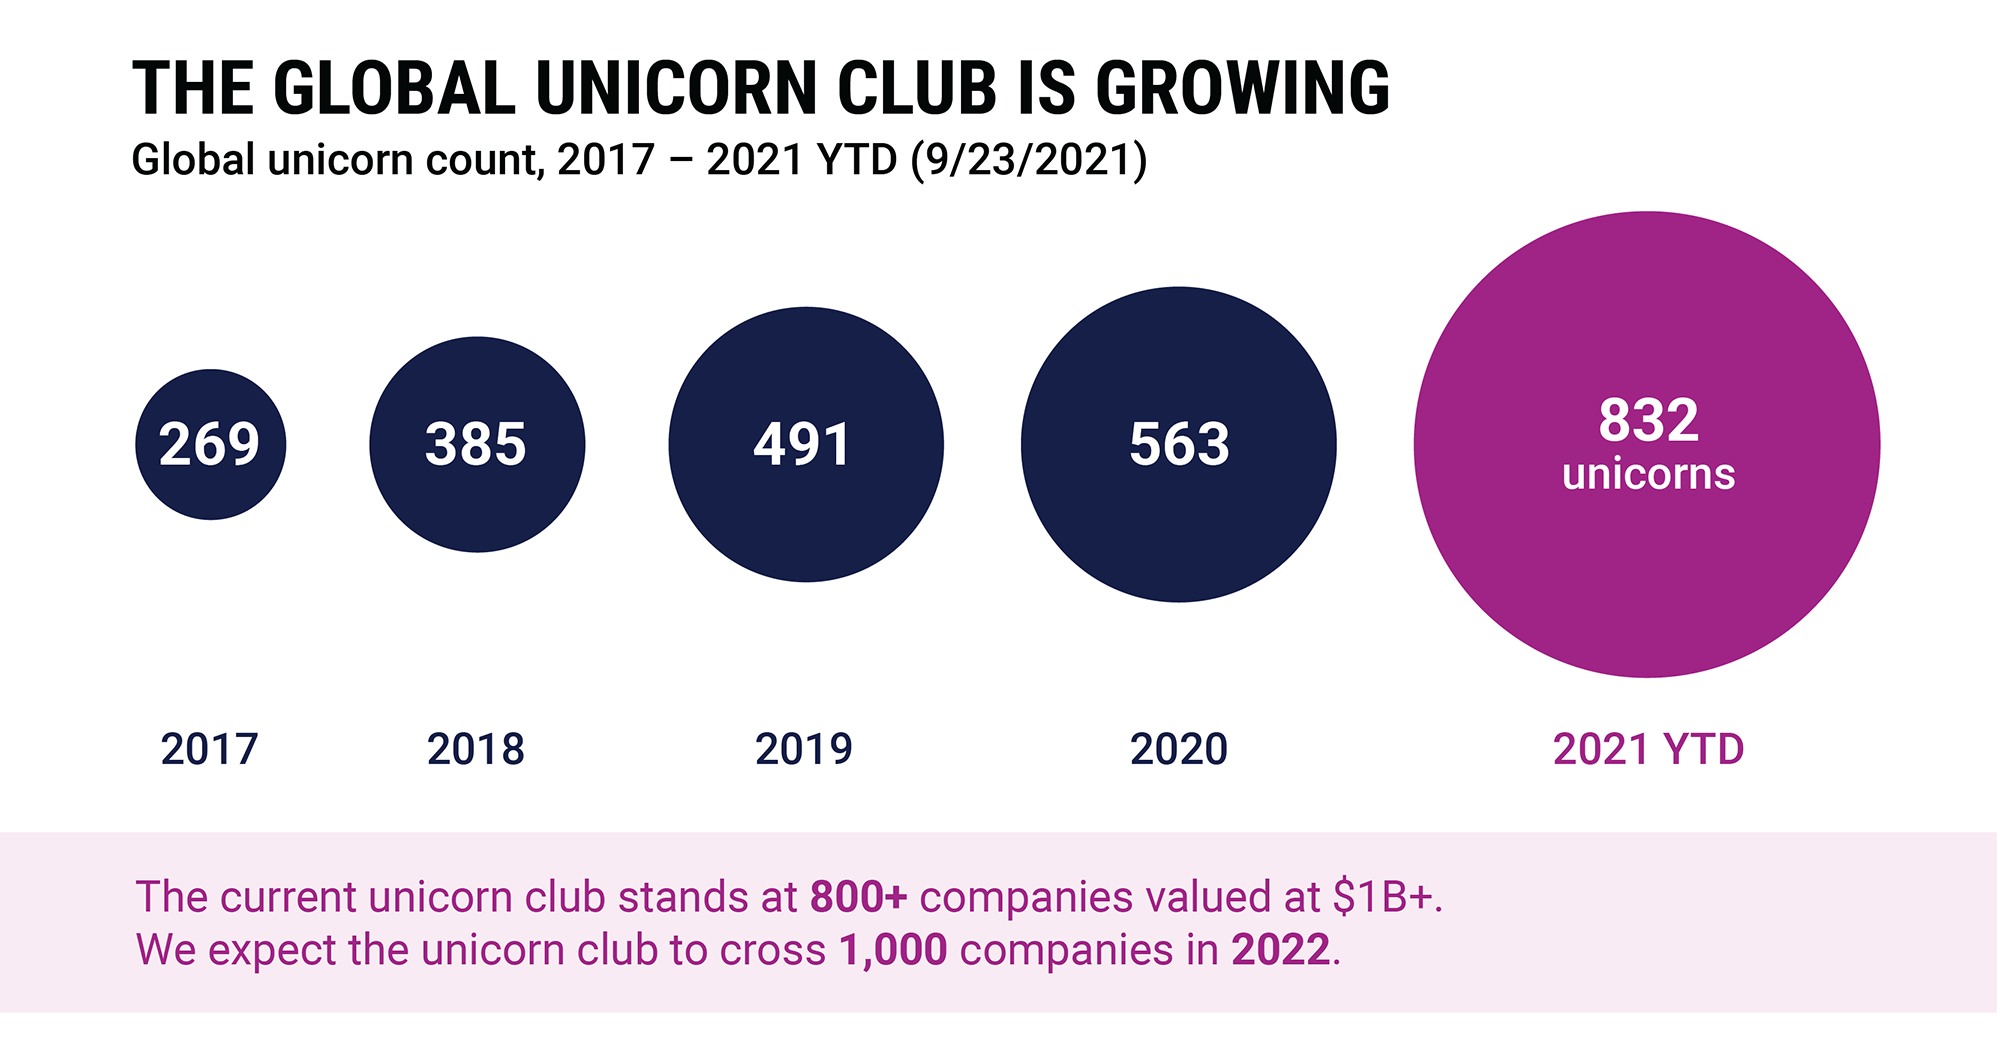 THE GLOBAL UNICORN CLUB IS GROWING
Global unicorn count, 2017 – 2021 YTD (9/23/2021)
269
385
491
563
832
unicorns
2017
2018
2019
2020
2021 YTD
The current unicorn club stands at 800+ companies valued at $1B+.
We expect the unicorn club to cross 1,000 companies in 2022.